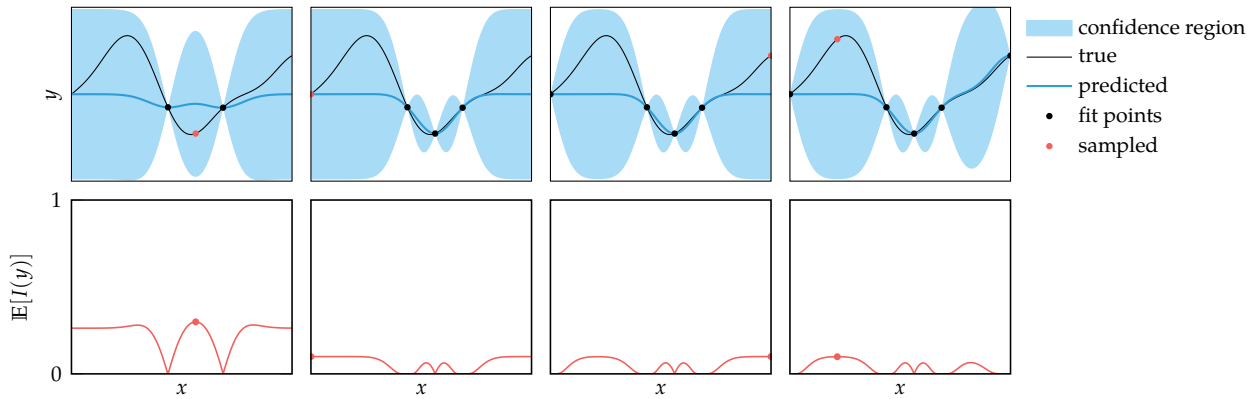 y
confidence region
true
predicted
fit points
sampled
1
𝔼[I(y)]
0
x
x
x
x